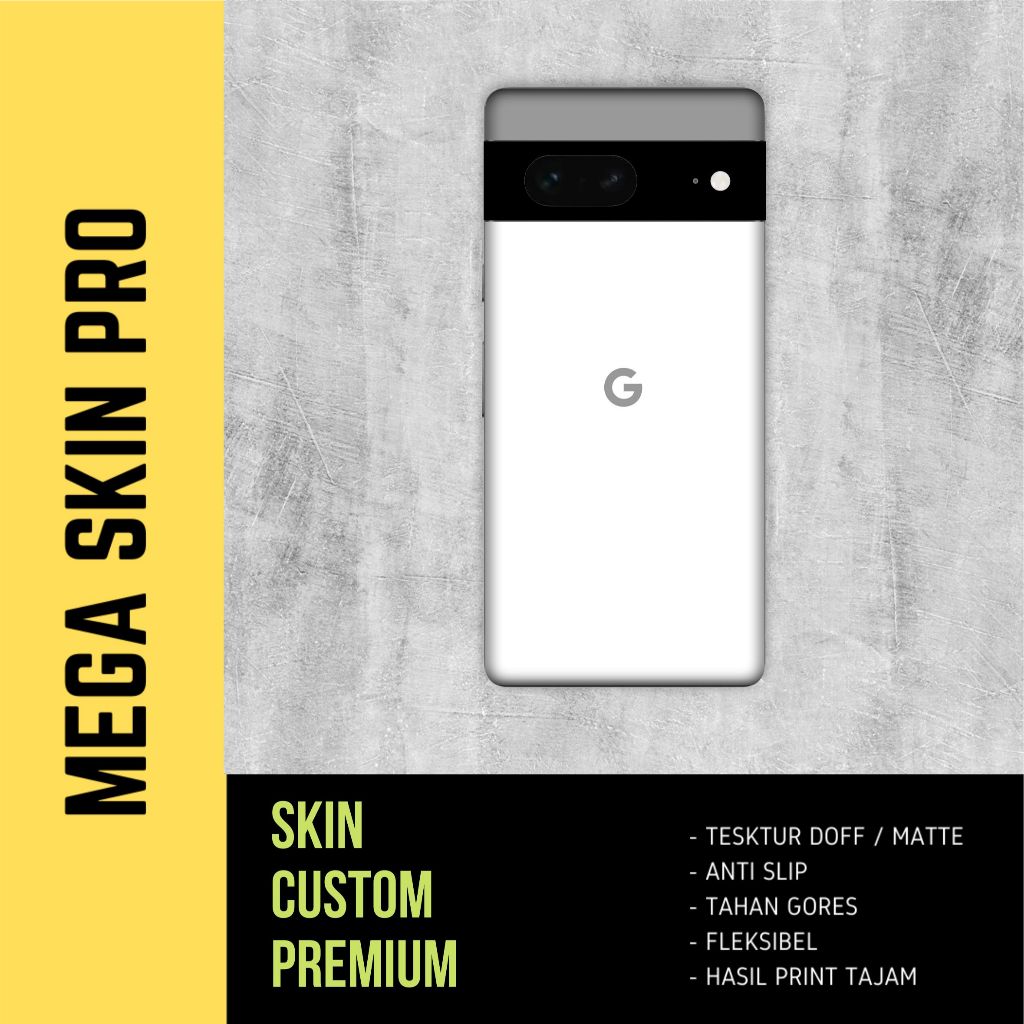 MEGA SKIN PRO
G
SKIN
CUSTOM
PREMIUM
- TESKTUR DOFF / MATTE
- ANTI SLIP
- TAHAN GORES
- FLEKSIBEL
- HASIL PRINT TAJAM